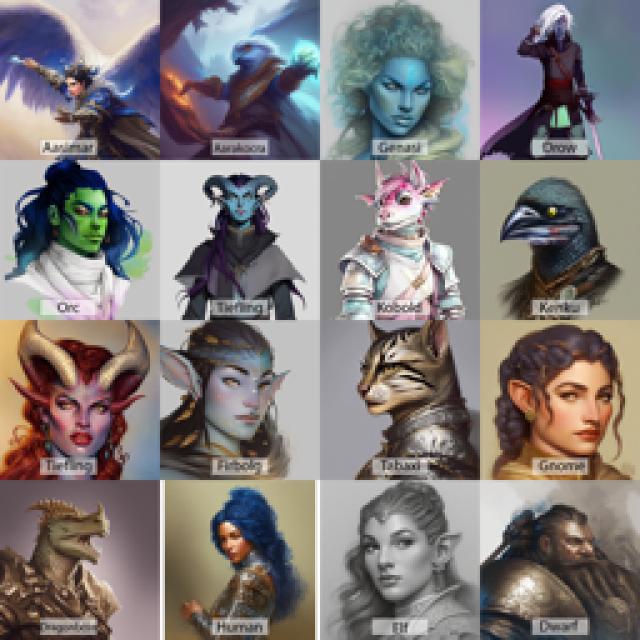 Aasimar
Aarakocra
Genasi
Drow
Orc
Tiefling
Kobold
Kenku
Tiefling
Firbolg
Tabaxi
Gnome
Dragonborn
Human
Elf
Dwarf